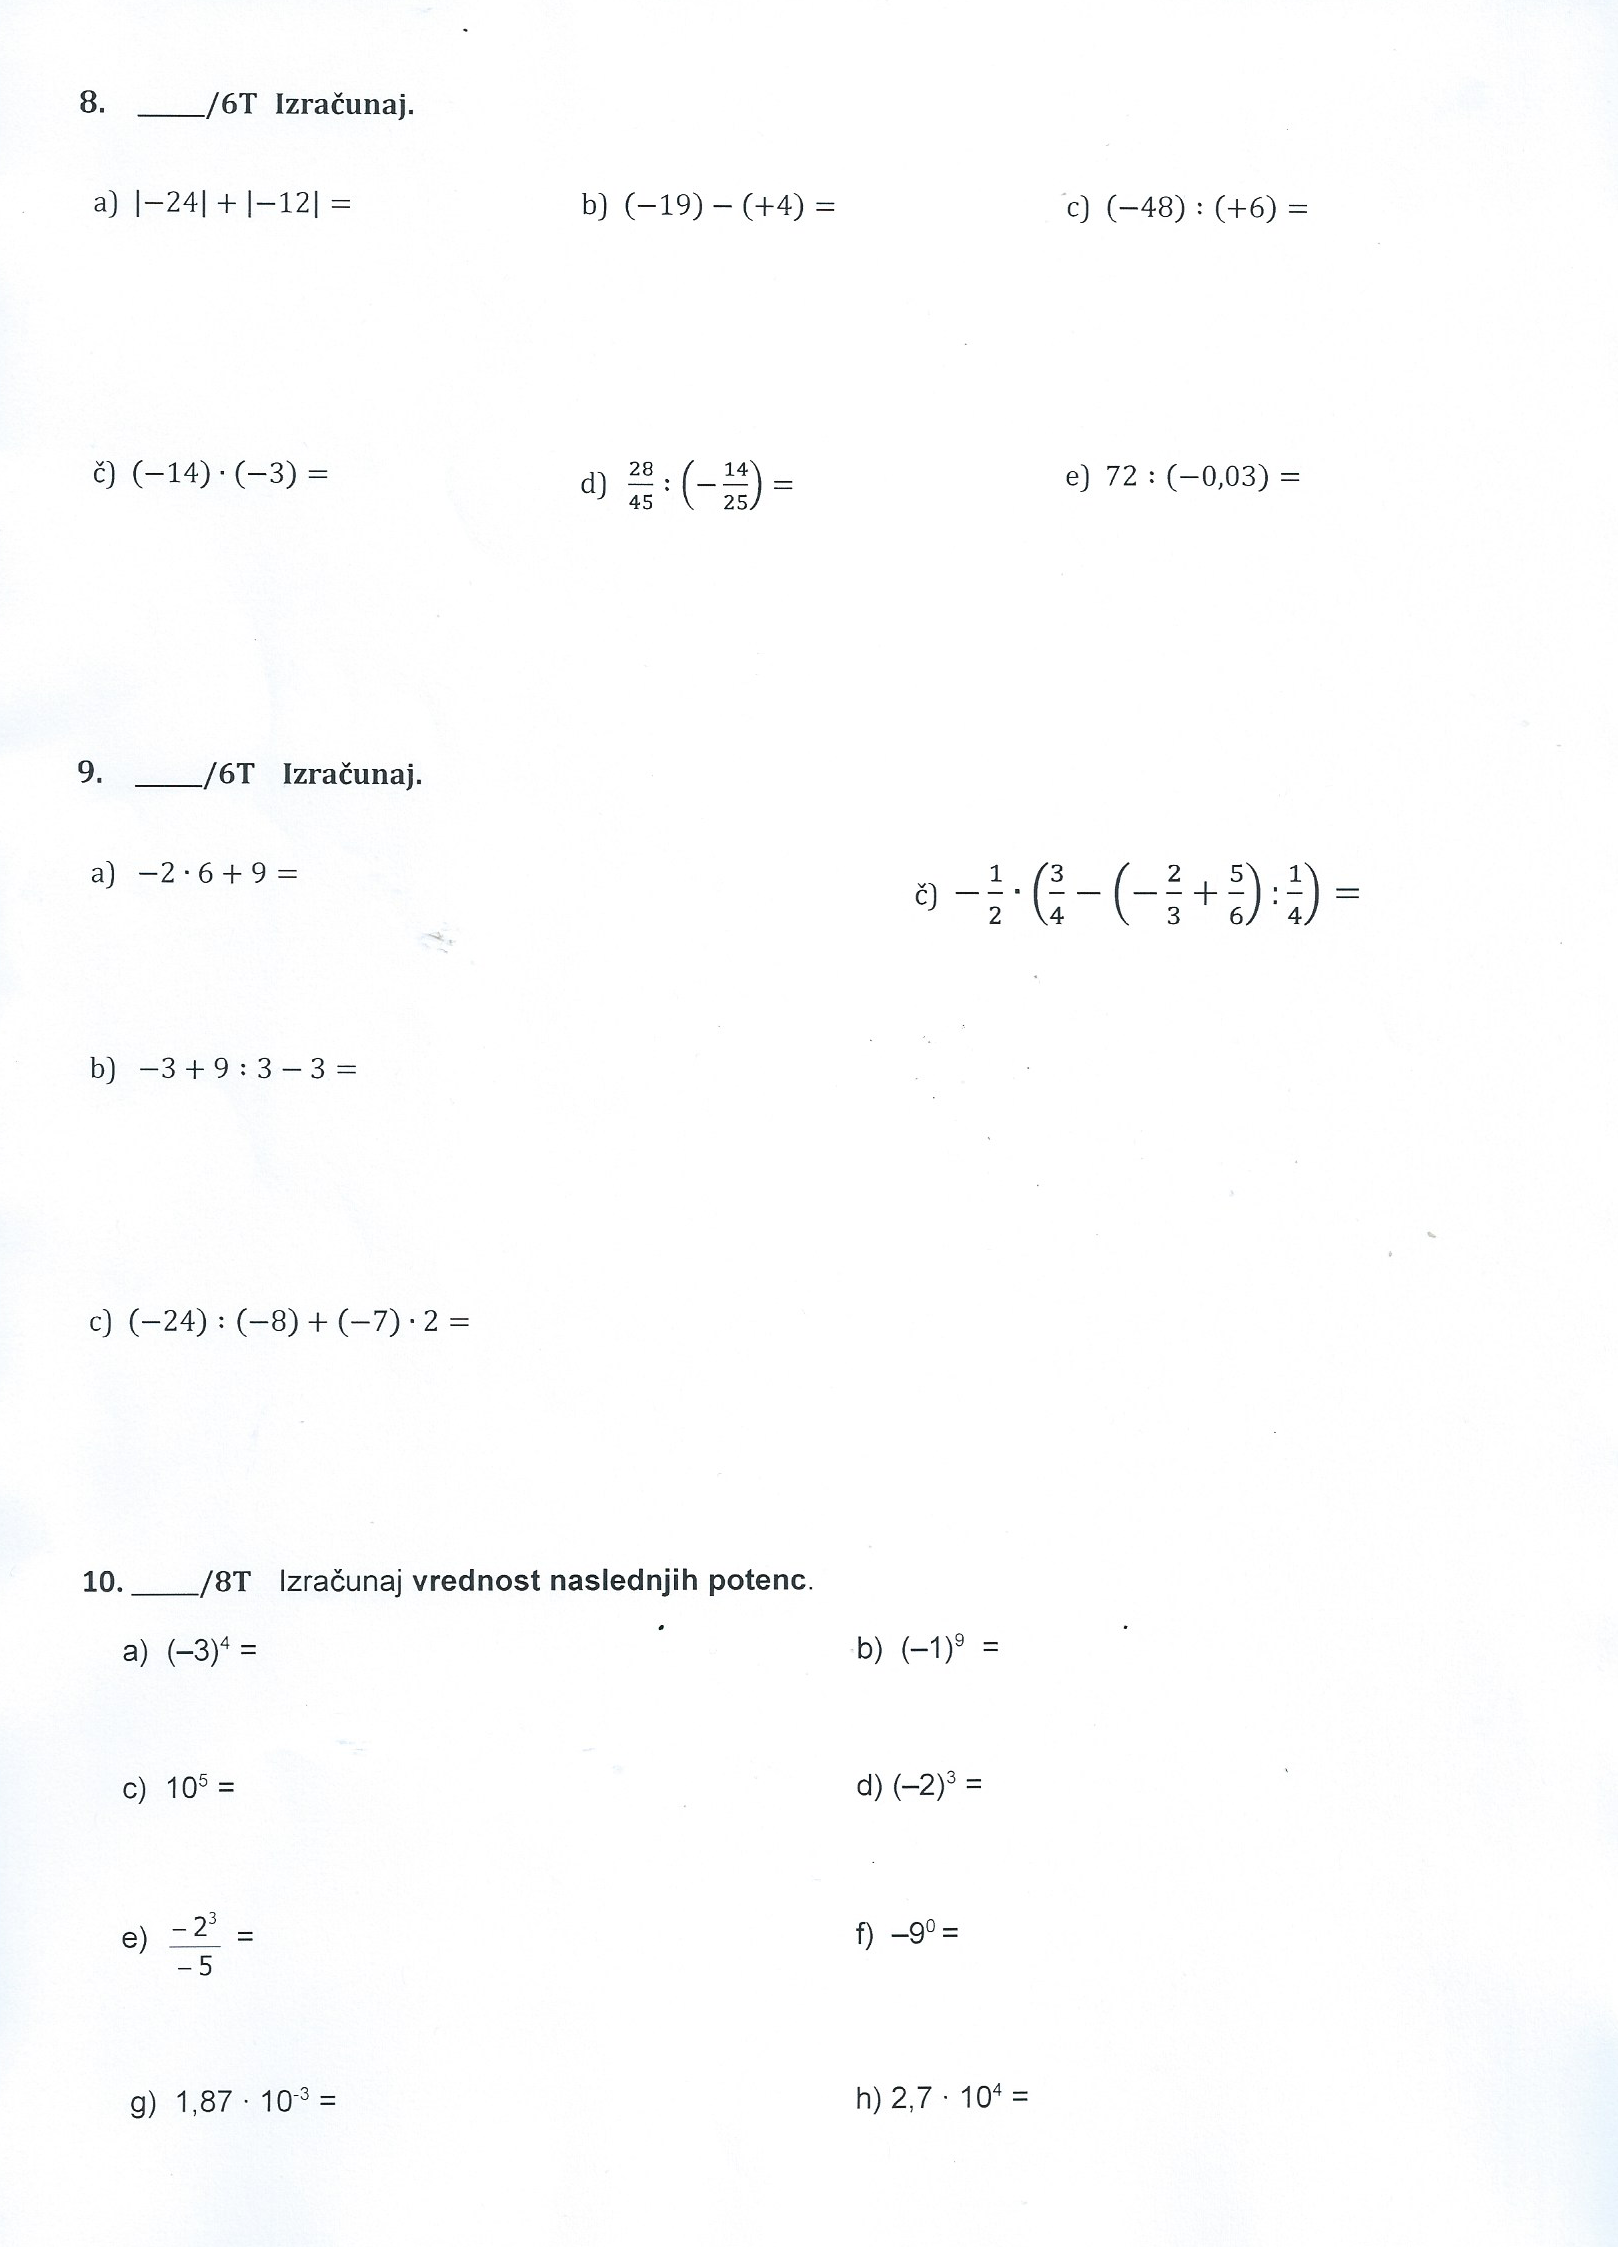 8. ____/6T Izračunaj.
a) |−24| + |−12| = b) (−19) − (+4) = c) (−48) : (+6) =
č) (−14) · (−3) = d) 28/45 : (−14/25) = e) 72 : (−0,03) =
9. ____/6T Izračunaj.
a) −2 · 6 + 9 = č) −1/2 · (3/4 − (−2/3 + 5/6) : 1/4) =
b) −3 + 9 : 3 − 3 =
c) (−24) : (−8) + (−7) · 2 =
10. ____/8T Izračunaj vrednost naslednjih potenc.
a) (–3)⁴ = b) (–1)⁹ =
c) 10⁵ = d) (–2)³ =
e) −2³/−5 = f) –9⁰ =
g) 1,87 · 10⁻³ = h) 2,7 · 10⁴ =